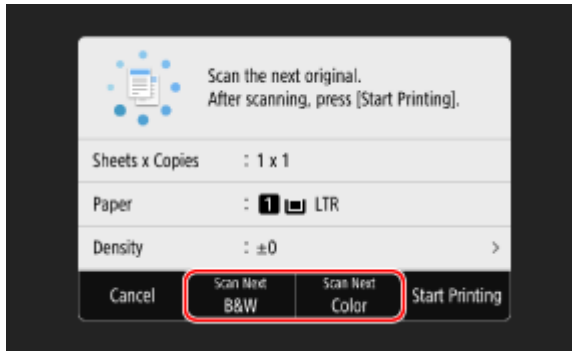 Scan the next original.
After scanning, press [Start Printing].
Sheets x Copies : 1 x 1
Paper : 1 LTR
Density : ±0 >
Cancel
Scan Next
B&W
Scan Next
Color
Start Printing